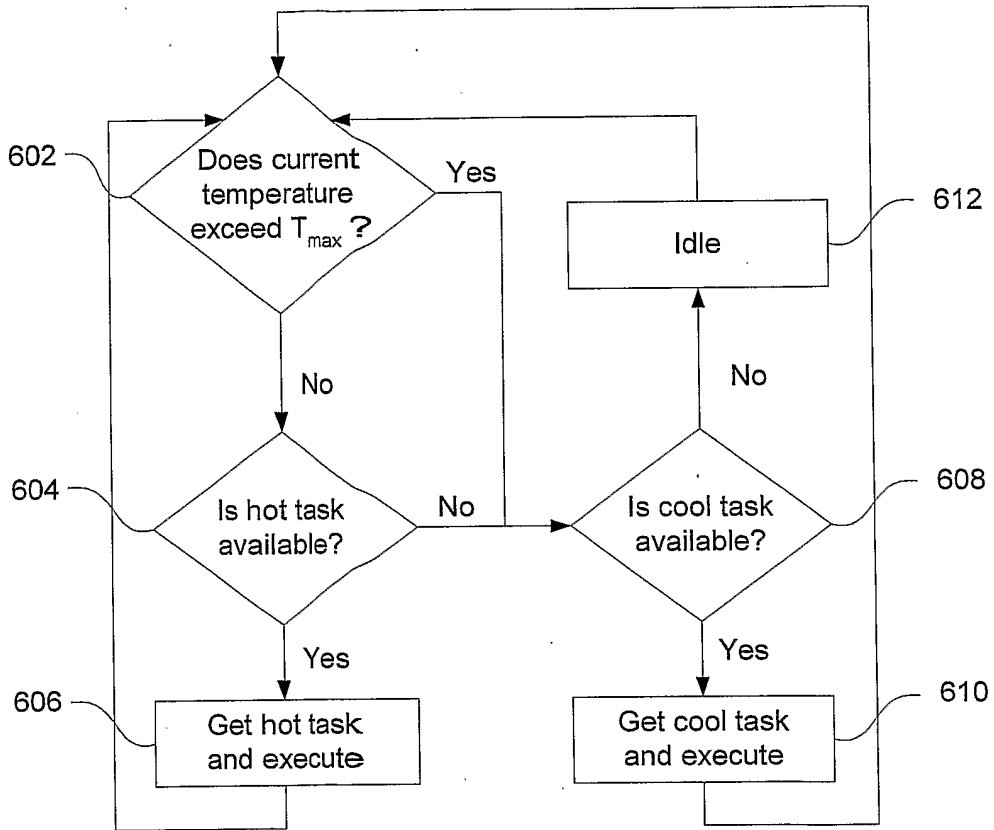 602
Does current
temperature
exceed Tmax ?
Yes
612
Idle
No
No
604
Is hot task
available?
No
Is cool task
available?
608
Yes
Yes
606
Get hot task
and execute
Get cool task
and execute
610